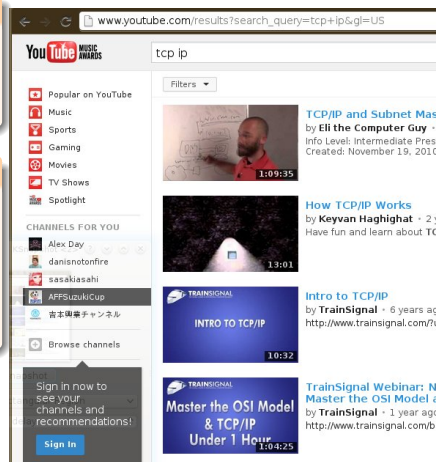 www.youtube.com/results?search_query=tcp+ip&gl=US
You Tube MUSIC AWARDS
tcp ip
Filters
Popular on YouTube
Music
Sports
Gaming
Movies
TV Shows
Spotlight
CHANNELS FOR YOU
Alex Day
danisnotonfire
sasakiasahi
AFFSuzukiCup
吉本興業チャンネル
Browse channels
Sign in now to
see your
channels and
recommendations!
Sign In
1:09:35
TCP/IP and Subnet Mas
by Eli the Computer Guy
Info Level: Intermediate Pres
Created: November 19, 2010
13:01
How TCP/IP Works
by Keyvan Haghighat • 2 y
Have fun and learn about TC
TRAINSIGNAL
INTRO TO TCP/IP
10:32
Intro to TCP/IP
by TrainSignal • 6 years ag
http://www.trainsignal.com/?
TRAINSIGNAL
Master the OSI Model
& TCP/IP
Under 1 Hour
1:04:25
TrainSignal Webinar: N
Master the OSI Model a
by TrainSignal • 1 year ago
http://www.trainsignal.com/b